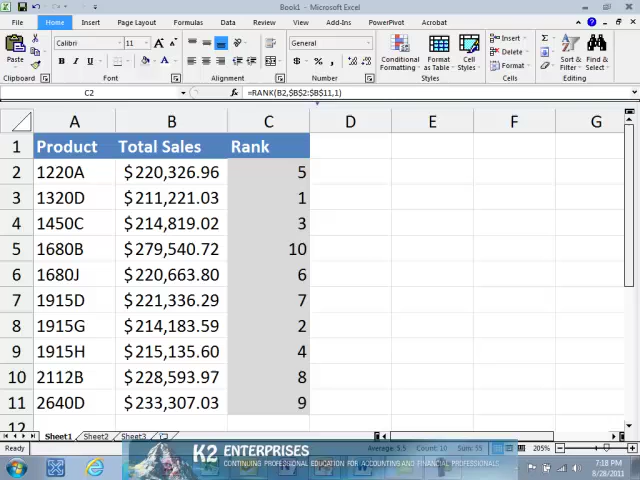 Book1 - Microsoft Excel
File Home Insert Page Layout Formulas Data Review View Add-Ins PowerPivot Acrobat
Paste
Calibri 11
General
Conditional Formatting
Format as Table
Cell Styles
Insert
Delete
Format
Sort & Filter
Find & Select
Clipboard Font Alignment Number Styles Cells Editing
C2 fx =RANK(B2,$B$2:$B$11,1)
A B C D E F G
1 Product Total Sales Rank
2 1220A $220,326.96 5
3 1320D $211,221.03 1
4 1450C $214,819.02 3
5 1680B $279,540.72 10
6 1680J $220,663.80 6
7 1915D $221,336.29 7
8 1915G $214,183.59 2
9 1915H $215,135.60 4
10 2112B $228,593.97 8
11 2640D $233,307.03 9
12
Sheet1 Sheet2 Sheet3
Ready Average: 5.5 Count: 10 Sum: 55 205%
K2 ENTERPRISES
CONTINUING PROFESSIONAL EDUCATION FOR ACCOUNTING AND FINANCIAL PROFESSIONALS
7:18 PM
8/28/2011